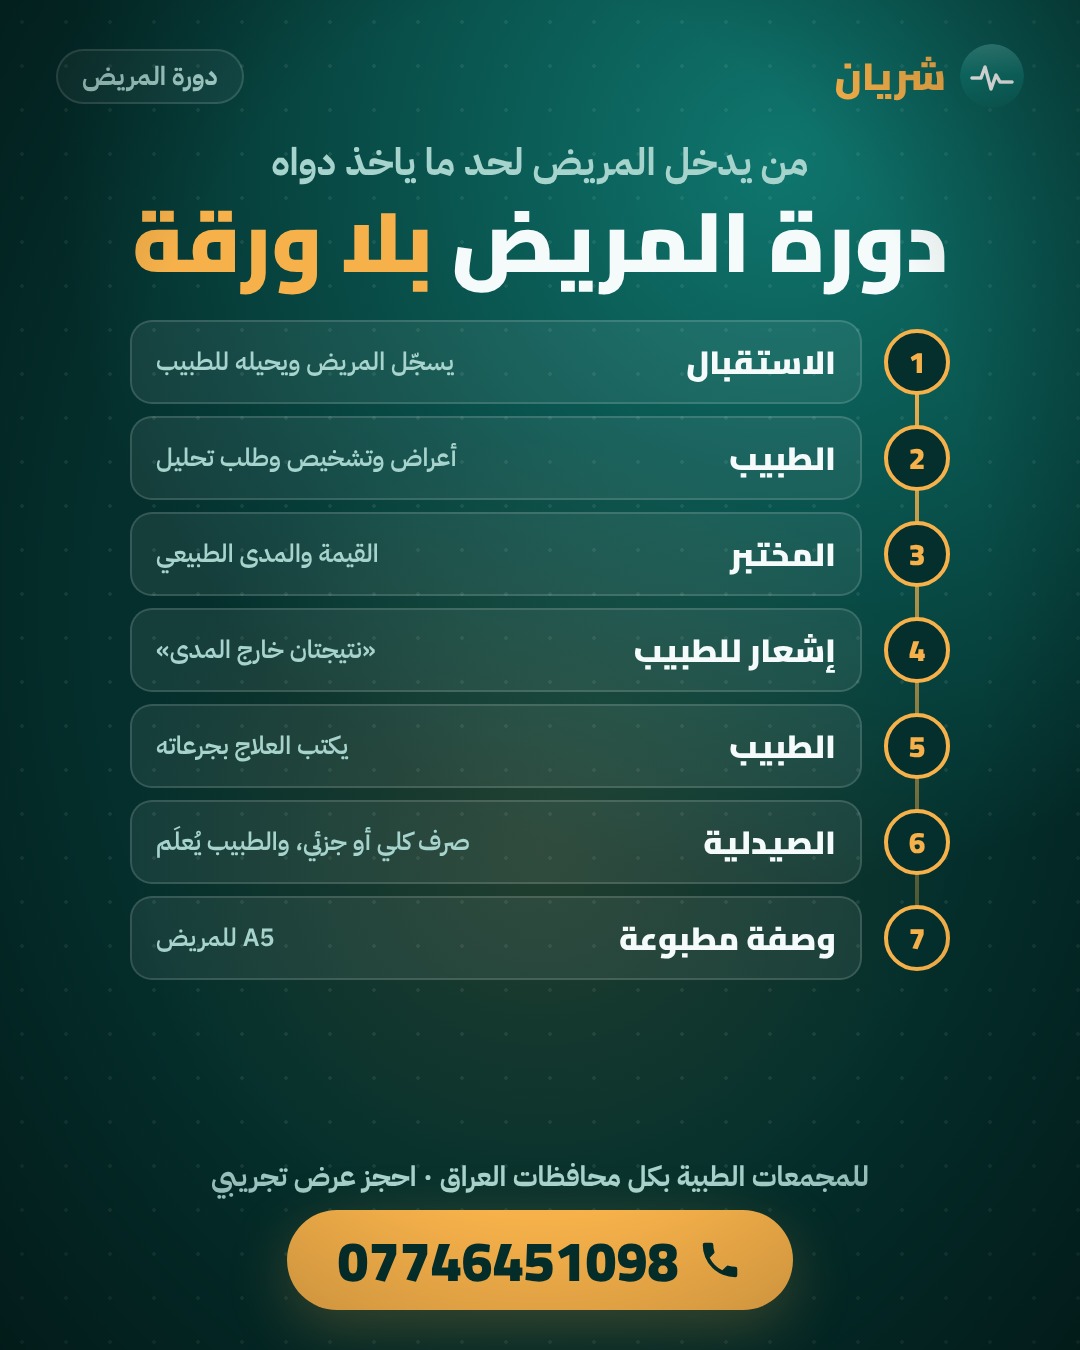 شريان
دورة المريض
من يدخل المريض لحد ما ياخذ دواه
دورة المريض بلا ورقة
1 الاستقبال يسجّل المريض ويحيله للطبيب
2 الطبيب أعراض وتشخيص وطلب تحليل
3 المختبر القيمة والمدى الطبيعي
4 إشعار للطبيب «نتيجتان خارج المدى»
5 الطبيب يكتب العلاج بجرعاته
6 الصيدلية صرف كلي أو جزئي، والطبيب يُعلَم
7 وصفة مطبوعة A5 للمريض
للمجمعات الطبية بكل محافظات العراق · احجز عرض تجريبي
07746451098